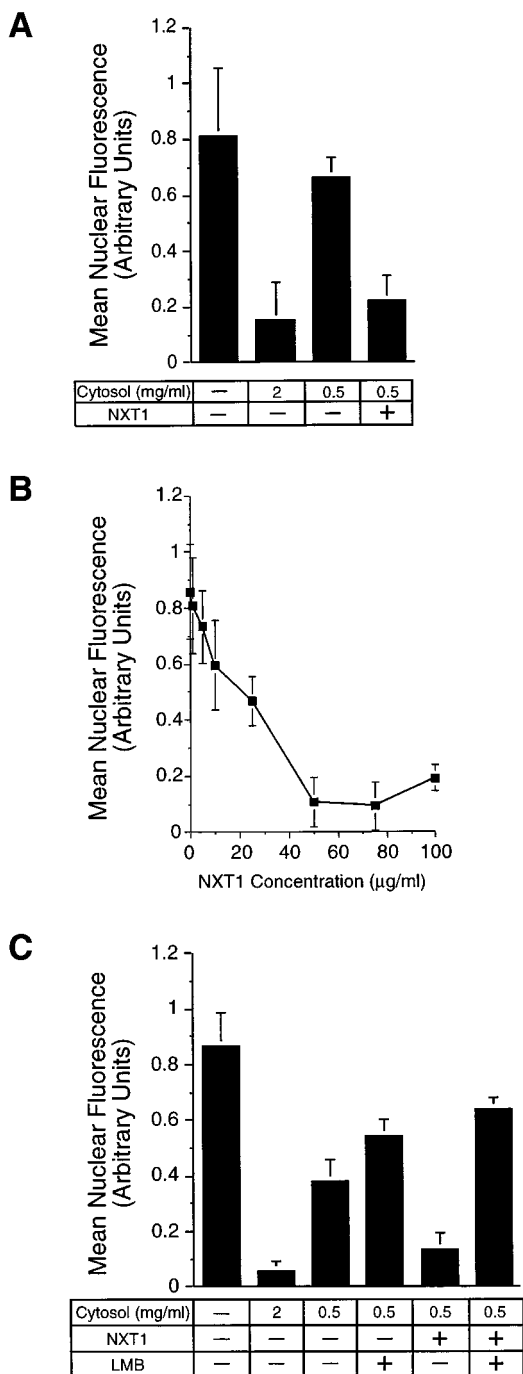 A
Mean Nuclear Fluorescence
(Arbitrary Units)
1.2
1
0.8
0.6
0.4
0.2
0
Cytosol (mg/ml) — 2 0.5 0.5
NXT1 — — — +
B
Mean Nuclear Fluorescence
(Arbitrary Units)
1.2
1
0.8
0.6
0.4
0.2
0
0 20 40 60 80 100
NXT1 Concentration (µg/ml)
C
Mean Nuclear Fluorescence
(Arbitrary Units)
1.2
1
0.8
0.6
0.4
0.2
0
Cytosol (mg/ml) — 2 0.5 0.5 0.5 0.5
NXT1 — — — — + +
LMB — — — + — +